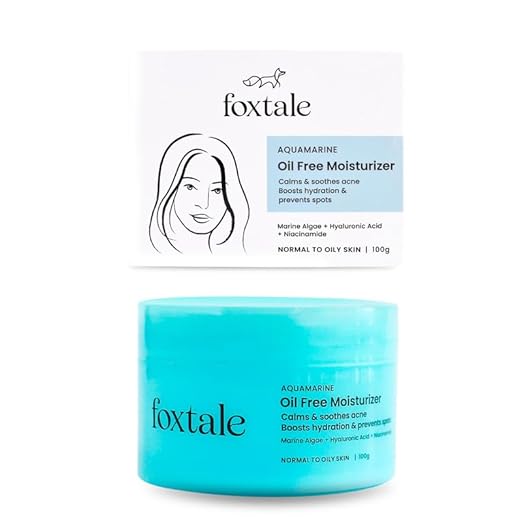 foxtale
AQUAMARINE
Oil Free Moisturizer
Calms & soothes acne
Boosts hydration &
prevents spots
Marine Algae + Hyaluronic Acid
+ Niacinamide
NORMAL TO OILY SKIN | 100g
foxtale
AQUAMARINE
Oil Free Moisturizer
Calms & soothes acne
Boosts hydration & prevents spots
Marine Algae + Hyaluronic Acid + Niacinamide
NORMAL TO OILY SKIN | 100g